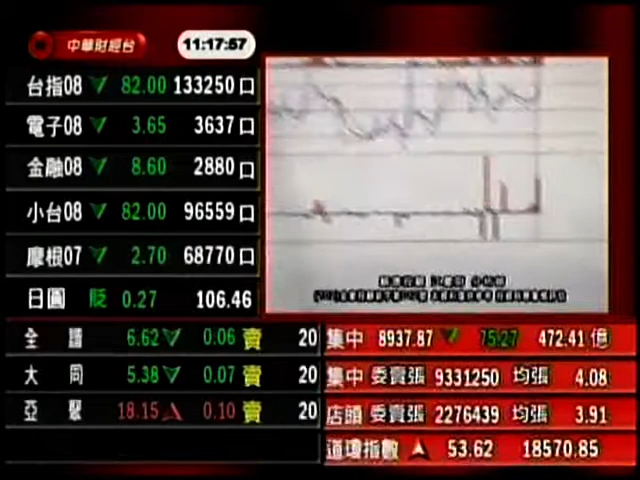 中華財經台
11:17:57
台指08 82.00 133250口
電子08 3.65 3637口
金融08 8.60 2880口
小台08 82.00 96559口
摩根07 2.70 68770口
日圓 貶 0.27 106.46
全 6.62 0.06 賣 20
大 同 5.38 0.07 賣 20
亞 聚 18.15 0.10 賣 20
集中 8937.87 75.27 472.41 億
集中 委賣張 9331250 均張 4.08
店頭 委賣張 2276439 均張 3.91
道瓊指數 53.62 18570.85